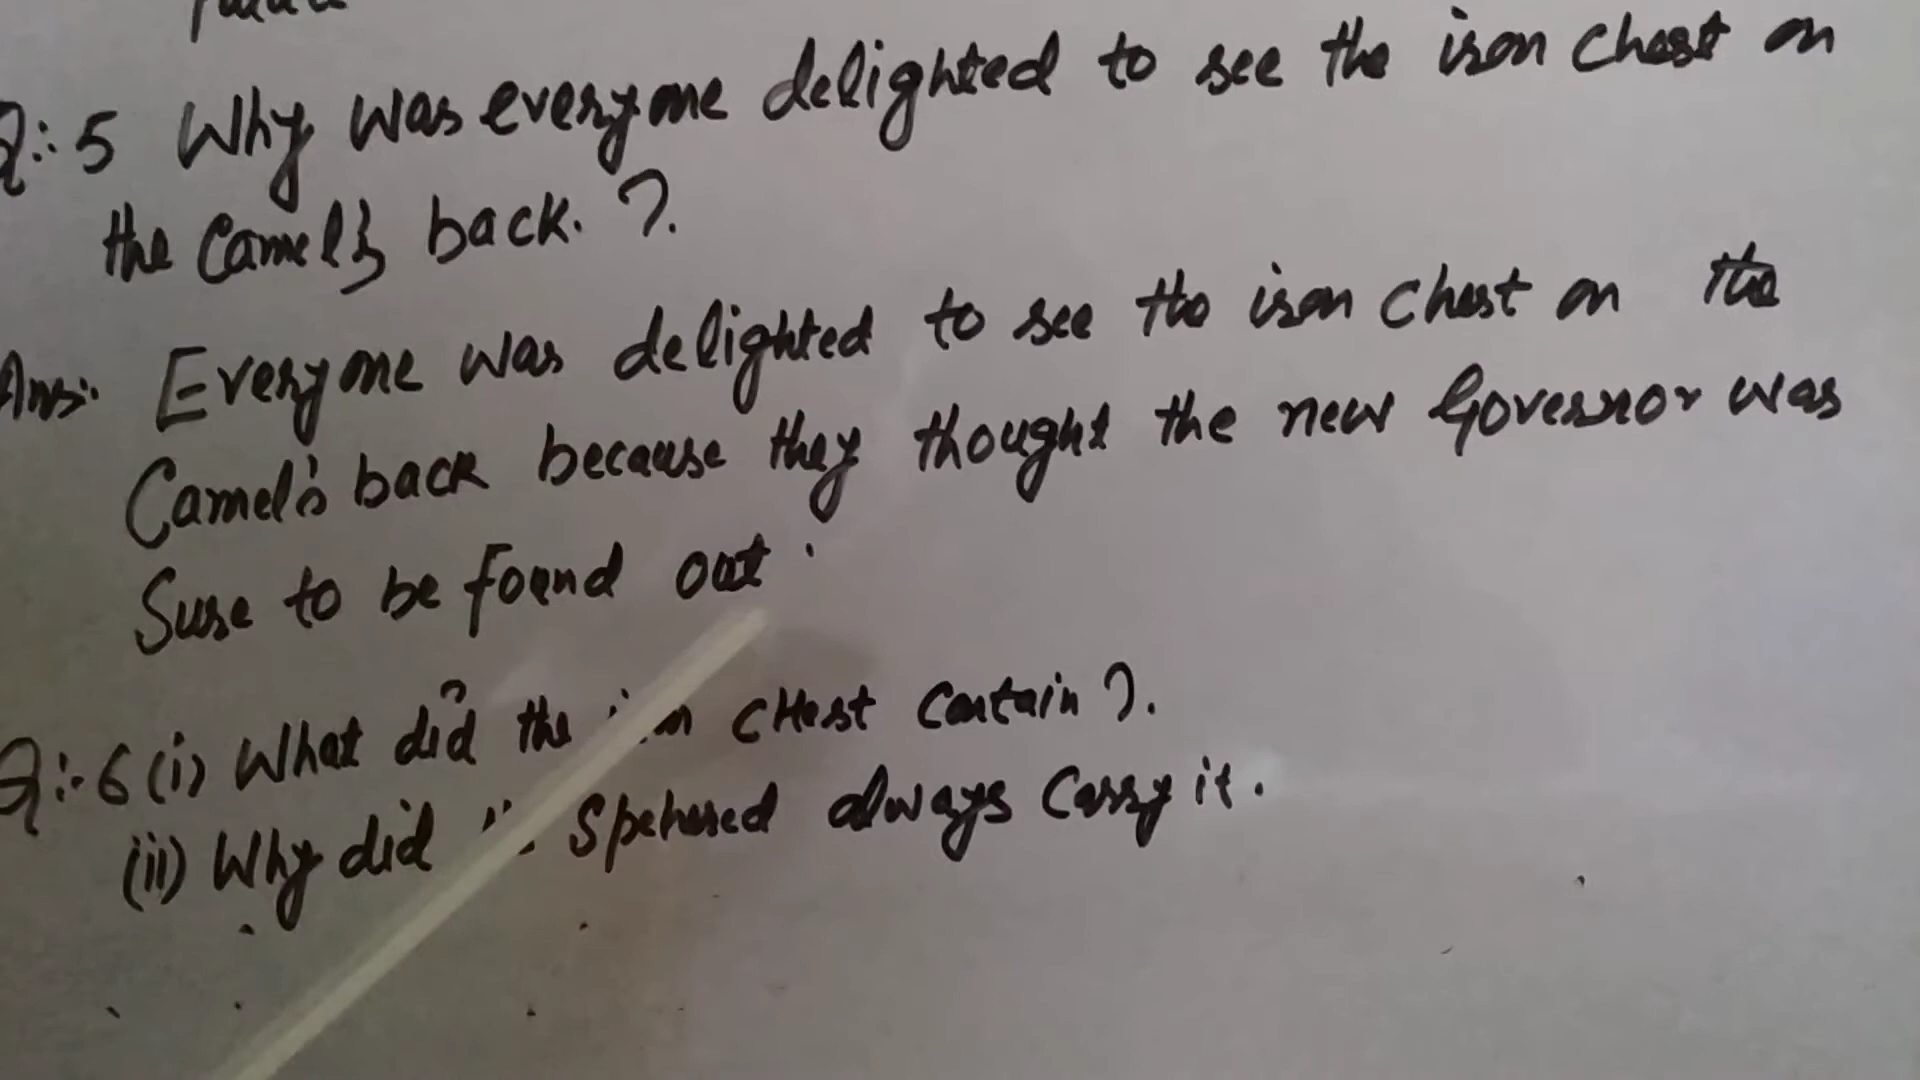 Q:. 5 Why was everyone delighted to see the iron chest on
the Camel's back. ?.
Ans:. Everyone was delighted to see the iron chest on the
Camel's back because they thought the new Governor was
Sure to be found out.
Q:. 6 (i) What did the cHest contain ?.
(ii) Why did Spehered always carry it.